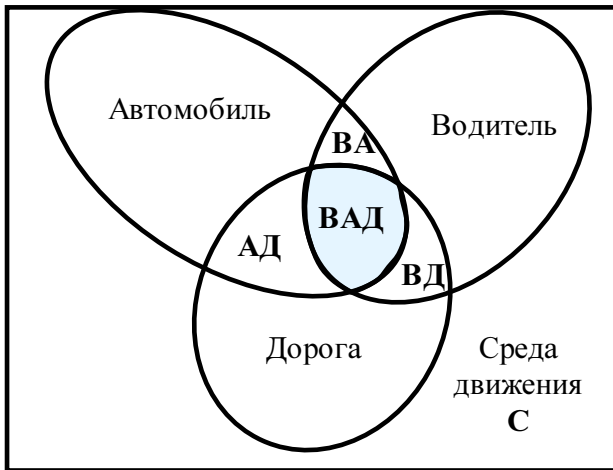 Автомобиль
Водитель
ВА
ВАД
АД
ВД
Дорога
Среда
движения
С